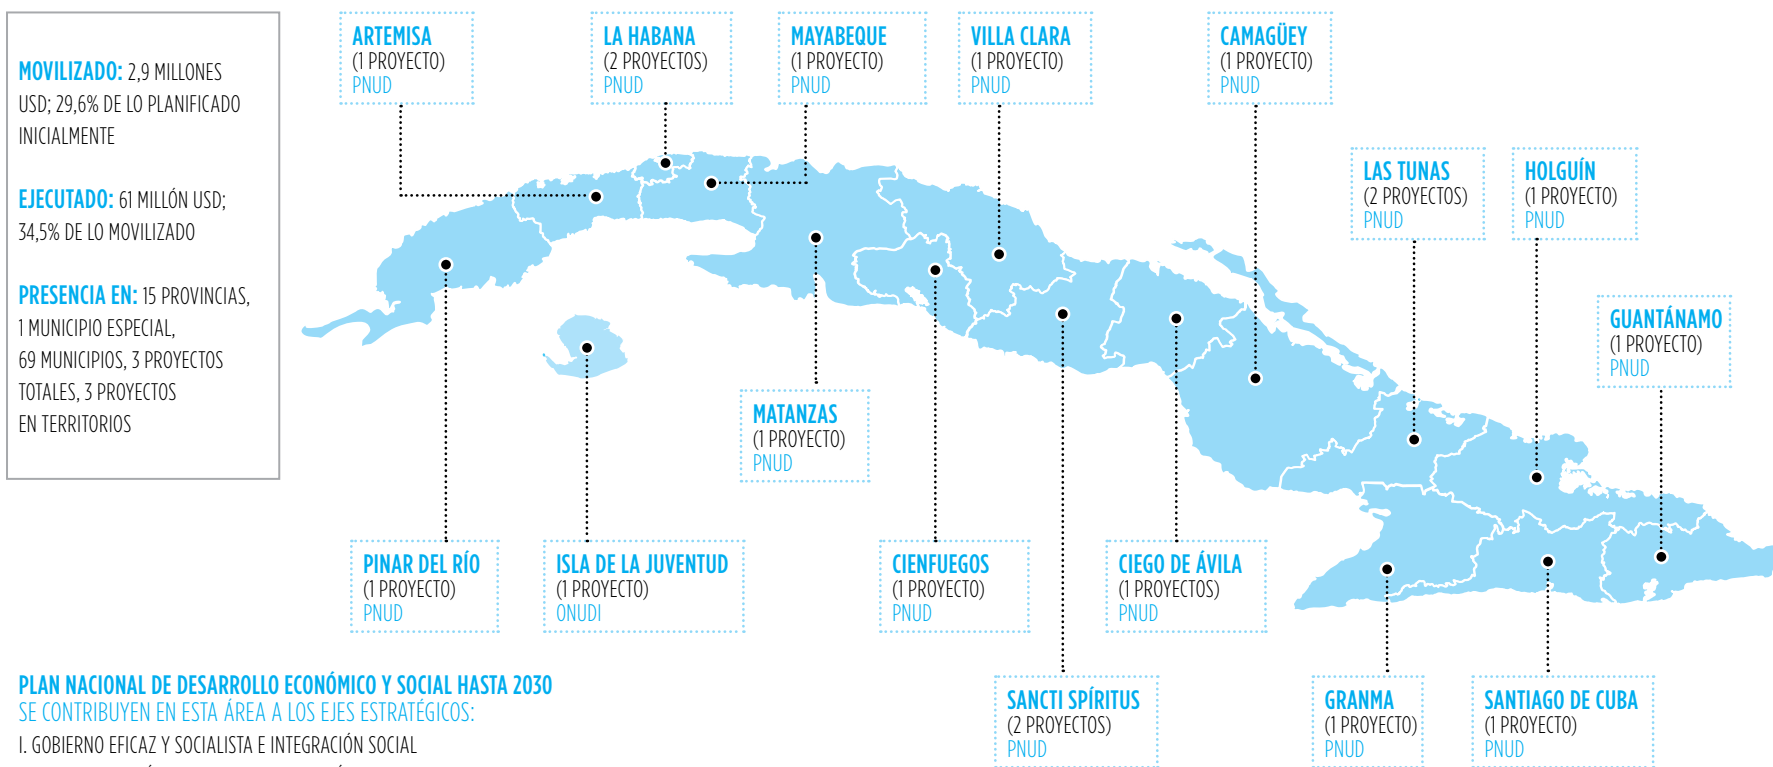 MOVILIZADO: 2,9 MILLONES
USD; 29,6% DE LO PLANIFICADO
INICIALMENTE
EJECUTADO: 61 MILLÓN USD;
34,5% DE LO MOVILIZADO
PRESENCIA EN: 15 PROVINCIAS,
1 MUNICIPIO ESPECIAL,
69 MUNICIPIOS, 3 PROYECTOS
TOTALES, 3 PROYECTOS
EN TERRITORIOS
ARTEMISA
(1 PROYECTO)
PNUD
LA HABANA
(2 PROYECTOS)
PNUD
MAYABEQUE
(1 PROYECTO)
PNUD
VILLA CLARA
(1 PROYECTO)
PNUD
CAMAGÜEY
(1 PROYECTO)
PNUD
LAS TUNAS
(2 PROYECTOS)
PNUD
HOLGUÍN
(1 PROYECTO)
PNUD
GUANTÁNAMO
(1 PROYECTO)
PNUD
MATANZAS
(1 PROYECTO)
PNUD
PINAR DEL RÍO
(1 PROYECTO)
PNUD
ISLA DE LA JUVENTUD
(1 PROYECTO)
ONUDI
CIENFUEGOS
(1 PROYECTO)
PNUD
CIEGO DE ÁVILA
(1 PROYECTOS)
PNUD
SANCTI SPÍRITUS
(2 PROYECTOS)
PNUD
GRANMA
(1 PROYECTO)
PNUD
SANTIAGO DE CUBA
(1 PROYECTO)
PNUD
PLAN NACIONAL DE DESARROLLO ECONÓMICO Y SOCIAL HASTA 2030
SE CONTRIBUYEN EN ESTA ÁREA A LOS EJES ESTRATÉGICOS:
I. GOBIERNO EFICAZ Y SOCIALISTA E INTEGRACIÓN SOCIAL